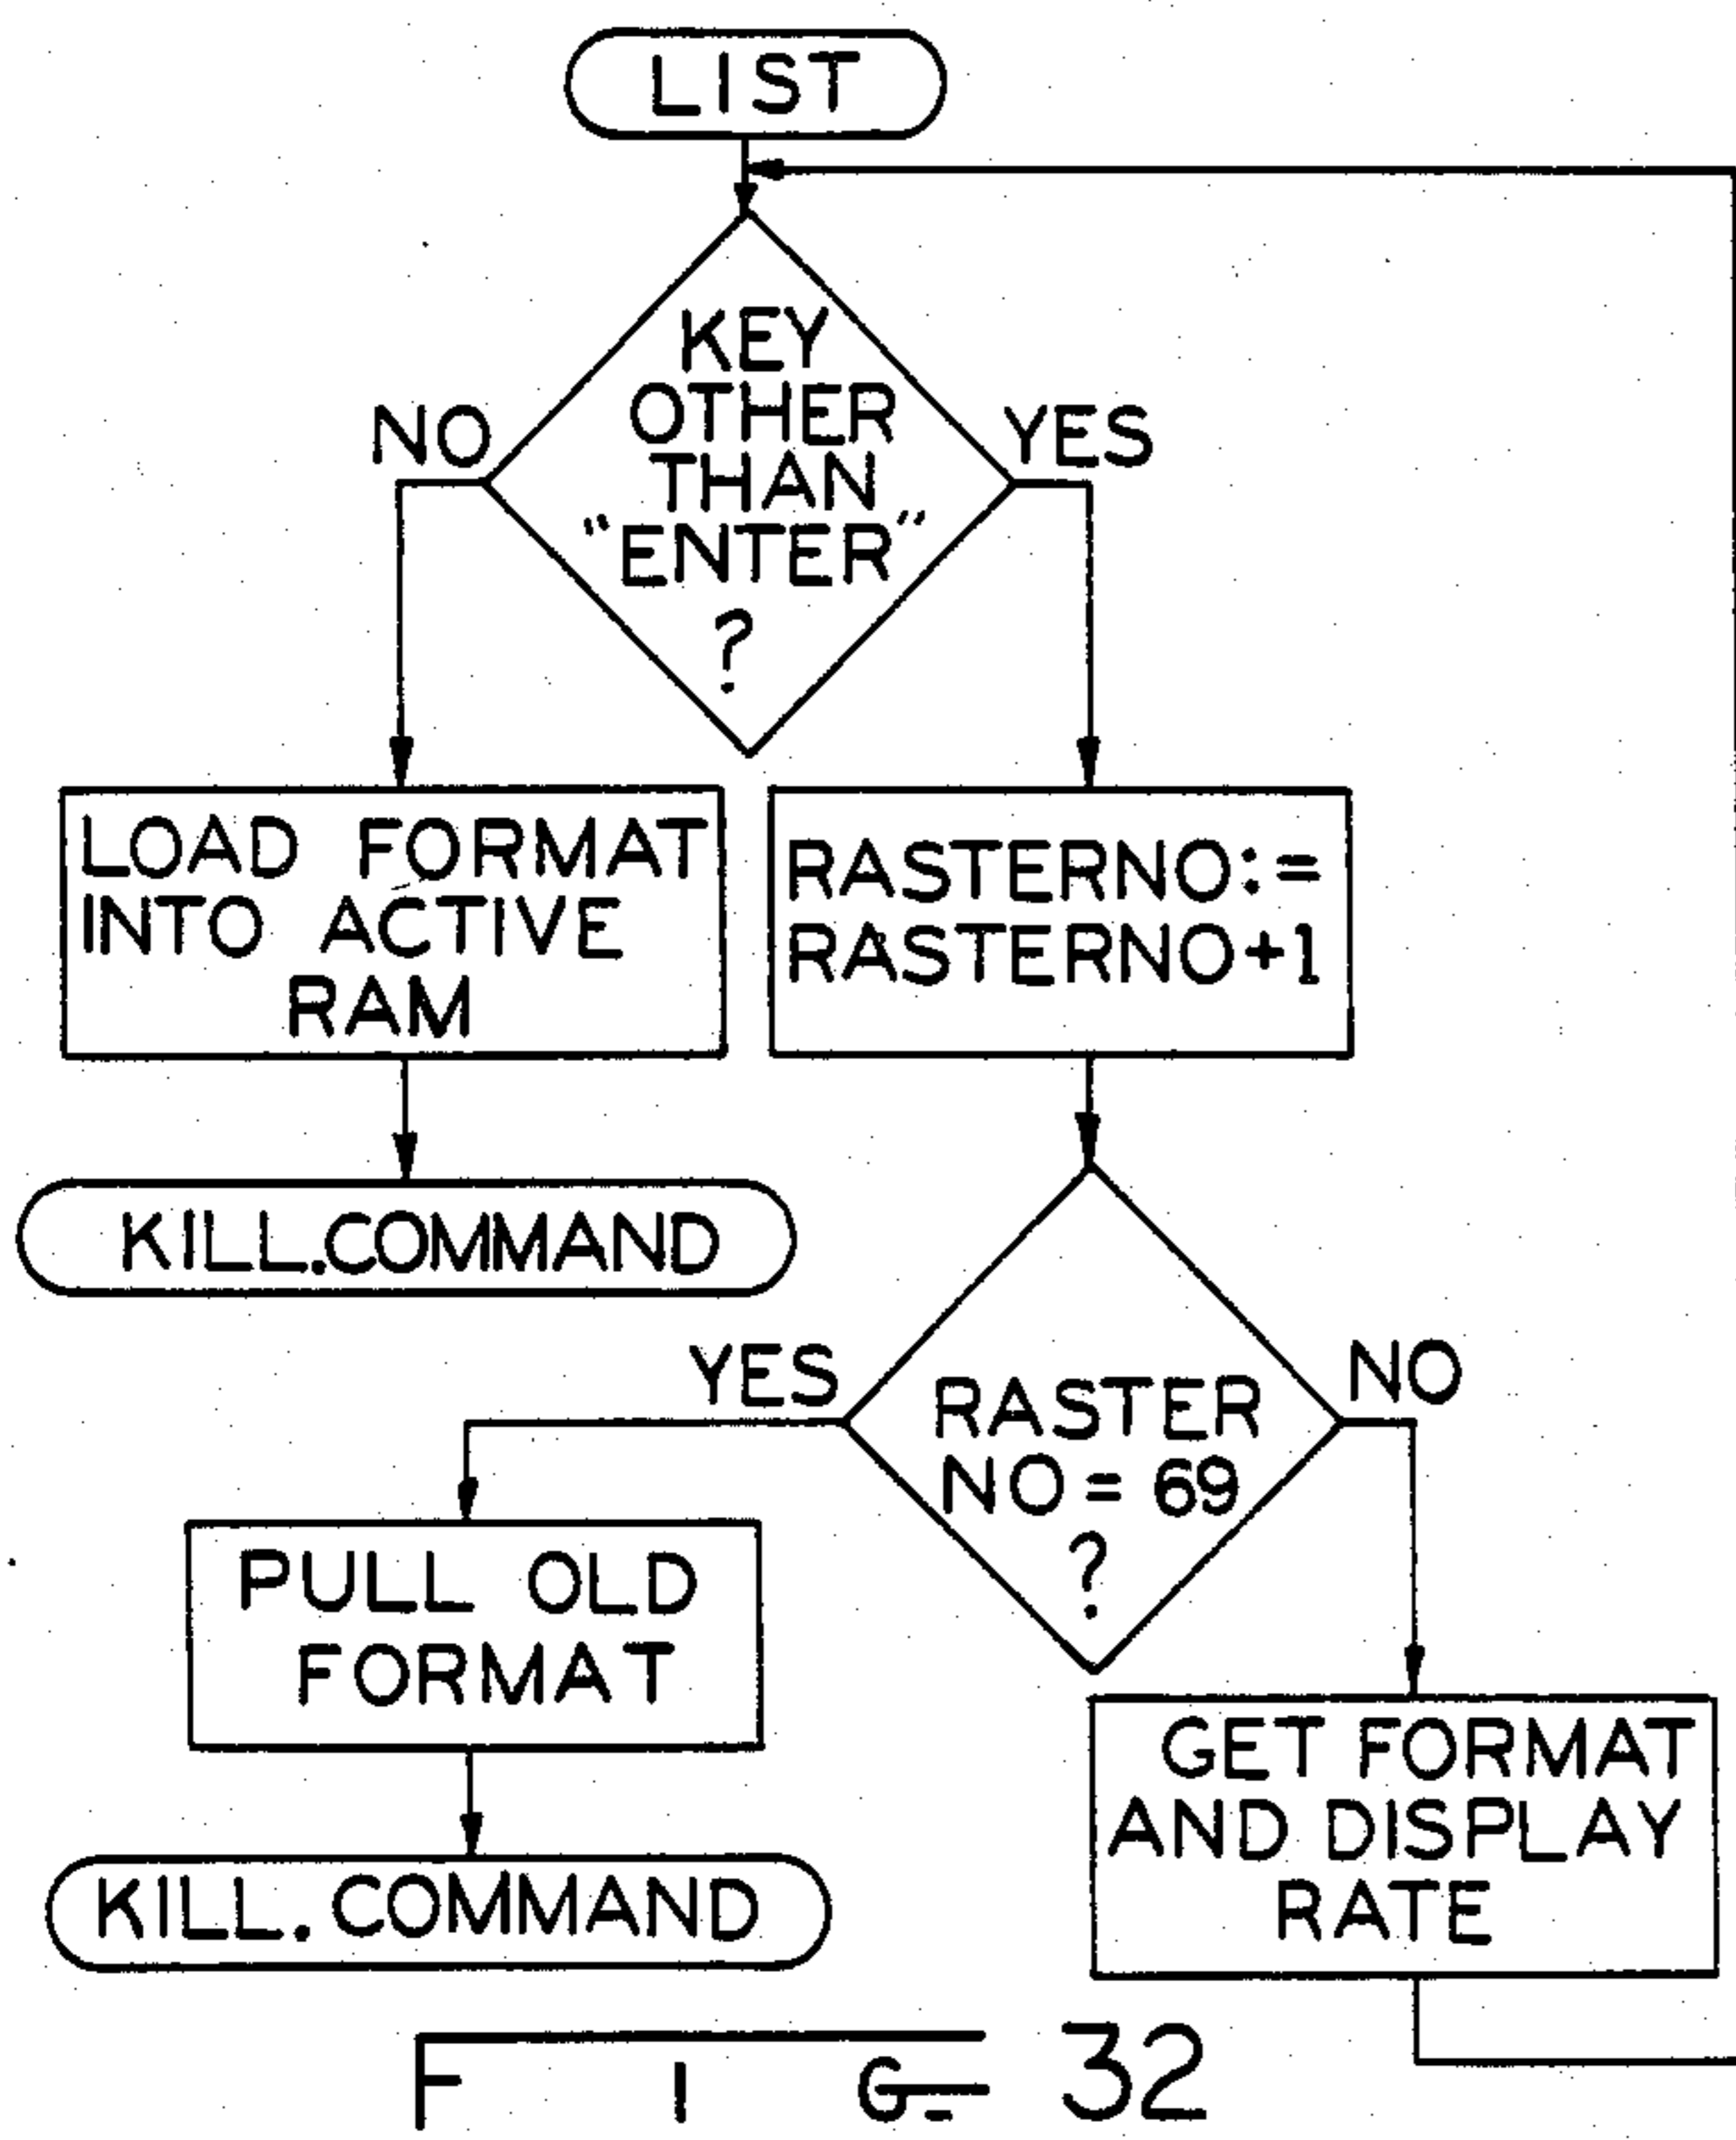 LIST
KEY
OTHER
THAN
"ENTER"
?
NO
YES
LOAD FORMAT
INTO ACTIVE
RAM
RASTERNO:=
RASTERNO+1
KILL.COMMAND
RASTER
NO= 69
?
YES
NO
PULL OLD
FORMAT
GET FORMAT
AND DISPLAY
RATE
KILL. COMMAND
FIG. 32